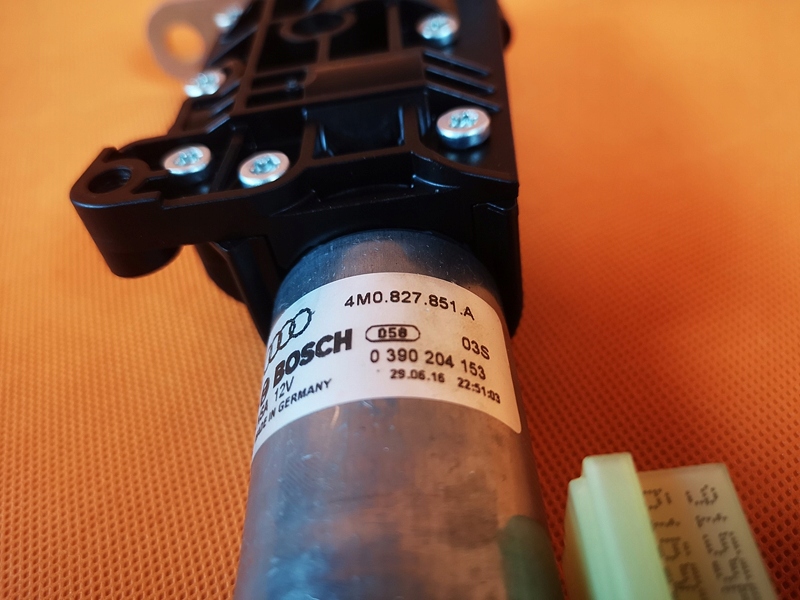 4M0.827.851.A
058
03S
BOSCH
0 390 204 153
12V
29.06.16 22:51:03
MADE IN GERMANY